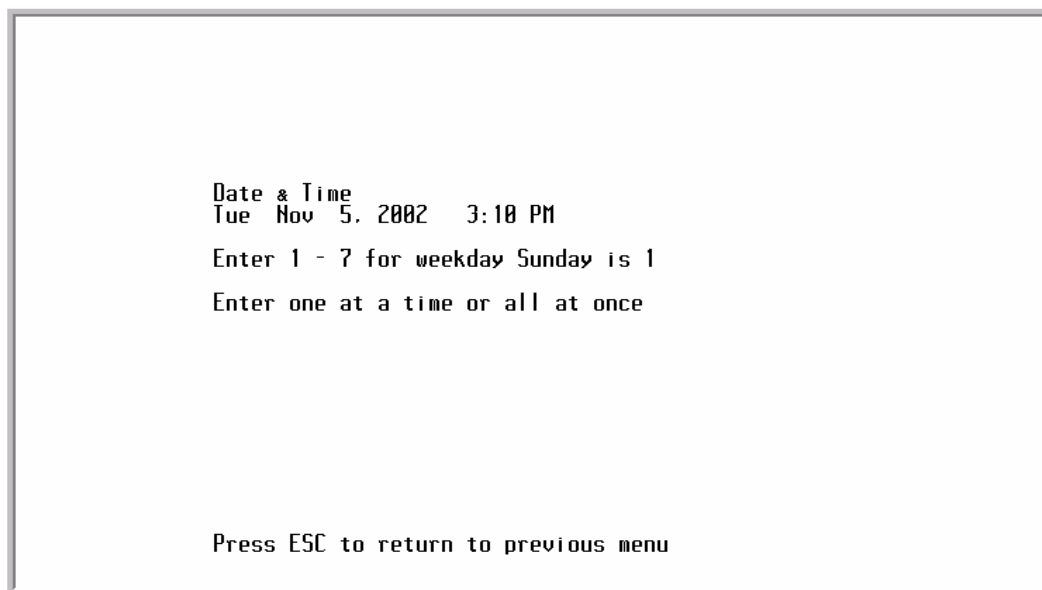 Date & Time
Tue  Nov  5, 2002   3:10 PM
Enter 1 - 7 for weekday Sunday is 1
Enter one at a time or all at once
Press ESC to return to previous menu